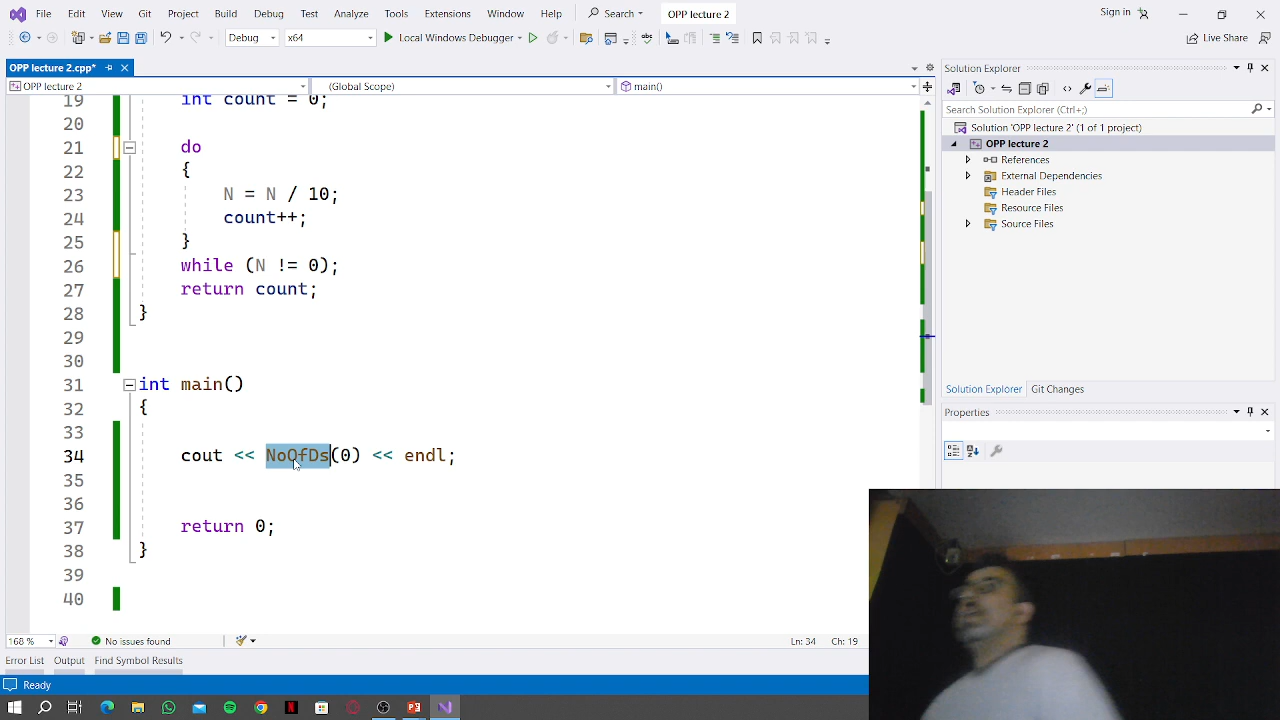 File Edit View Git Project Build Debug Test Analyze Tools Extensions Window Help Search OPP lecture 2 Sign in
Debug x64 Local Windows Debugger Live Share
OPP lecture 2.cpp*
OPP lecture 2 (Global Scope) main()
19 int count = 0;
20
21 do
22 {
23 N = N / 10;
24 count++;
25 }
26 while (N != 0);
27 return count;
28 }
29
30
31 int main()
32 {
33
34 cout << NoOfDs(0) << endl;
35
36
37 return 0;
38 }
39
40
168 % No issues found Ln: 34 Ch: 19
Error List Output Find Symbol Results
Ready
Solution Explorer
Search Solution Explorer (Ctrl+;)
Solution 'OPP lecture 2' (1 of 1 project)
OPP lecture 2
References
External Dependencies
Header Files
Resource Files
Source Files
Solution Explorer Git Changes
Properties